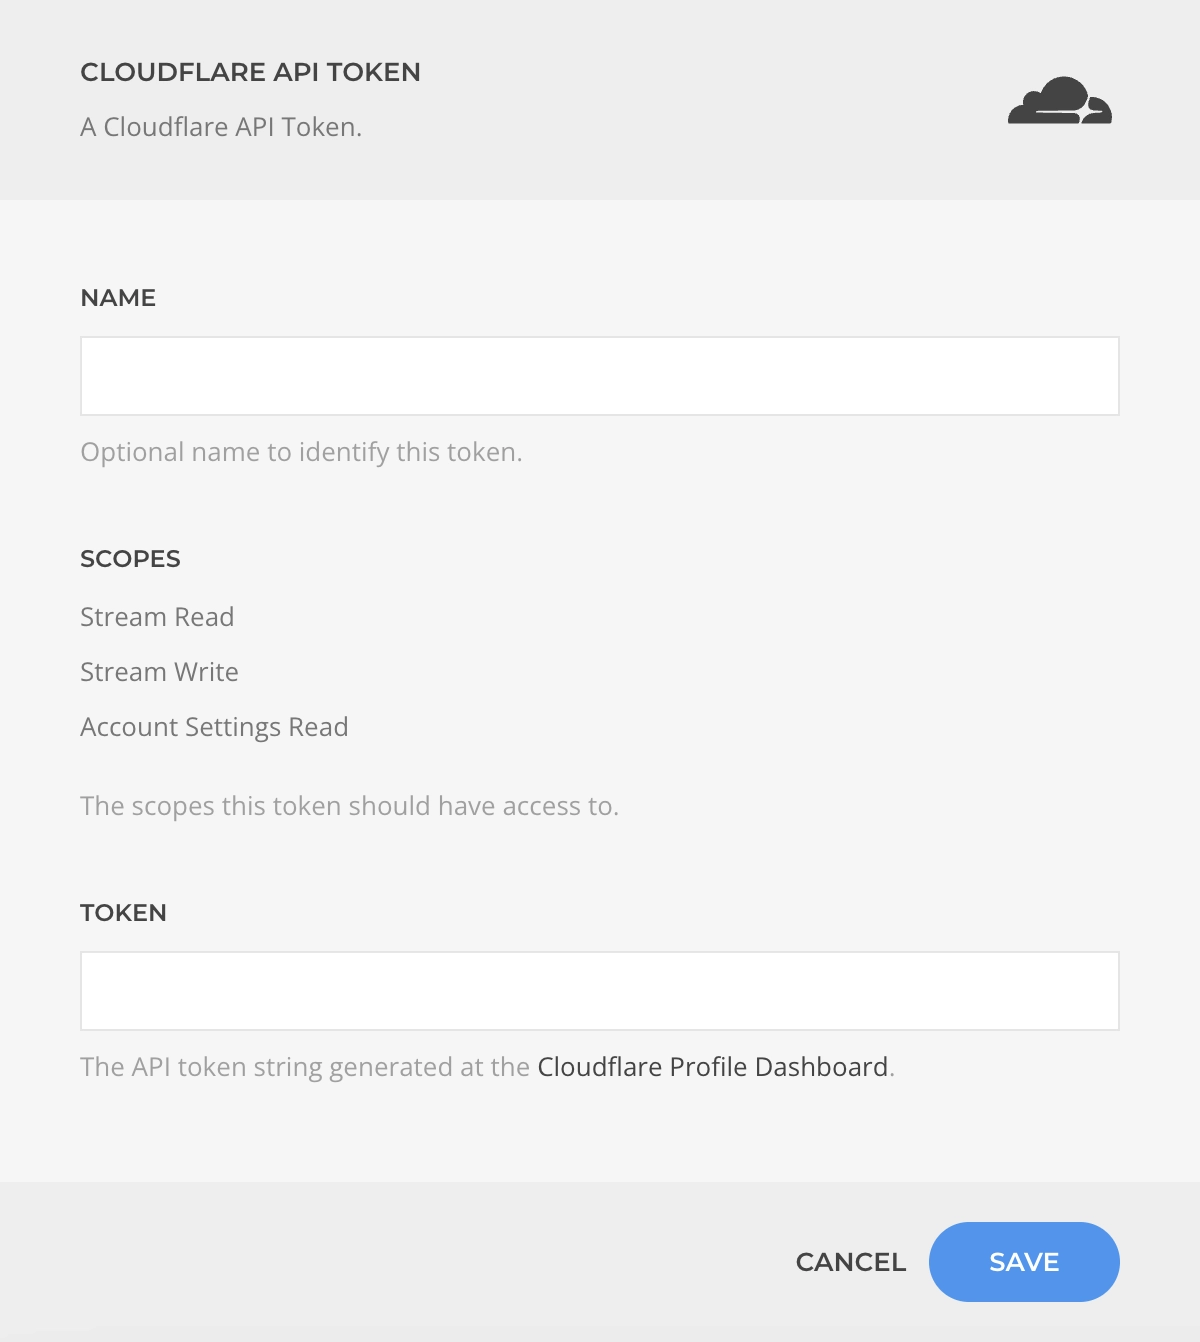 CLOUDFLARE API TOKEN
A Cloudflare API Token.
NAME
Optional name to identify this token.
SCOPES
Stream Read
Stream Write
Account Settings Read
The scopes this token should have access to.
TOKEN
The API token string generated at the Cloudflare Profile Dashboard.
CANCEL SAVE